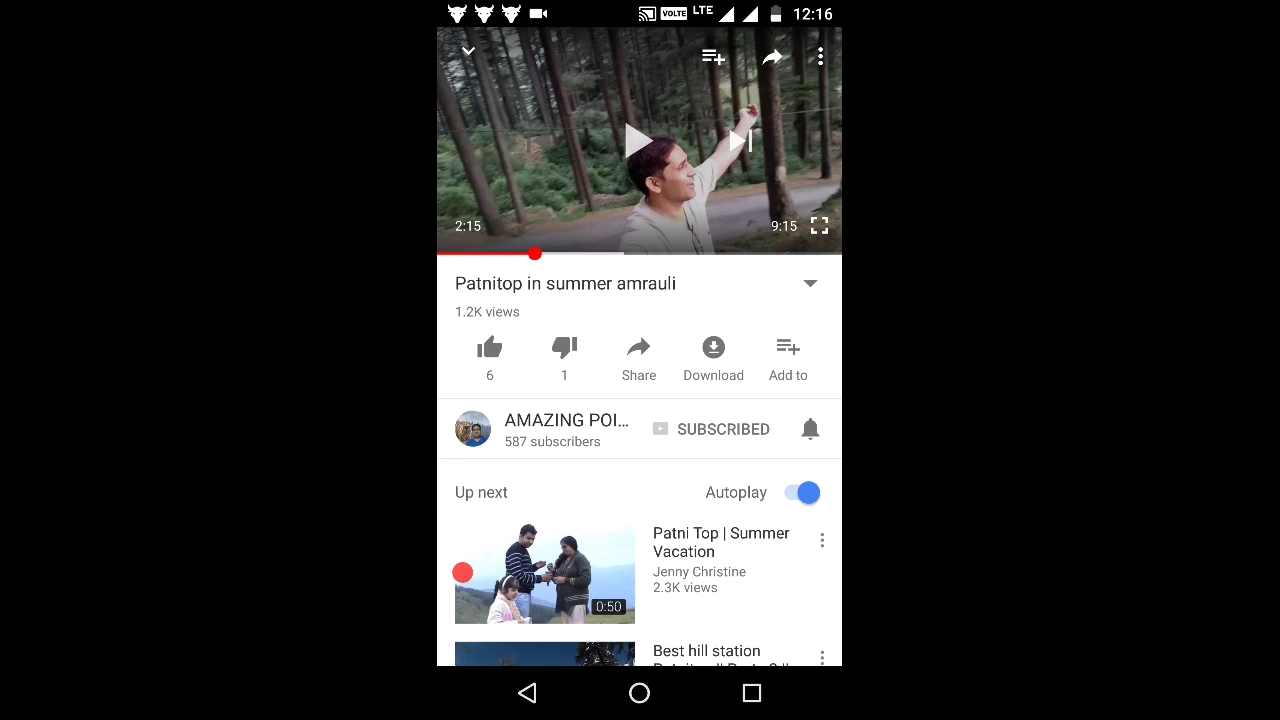 VOLTE LTE 12:16
2:15 9:15
Patnitop in summer amrauli
1.2K views
6 1 Share Download Add to
AMAZING POI... SUBSCRIBED
587 subscribers
Up next Autoplay
Patni Top | Summer
Vacation
Jenny Christine
2.3K views
0:50
Best hill station